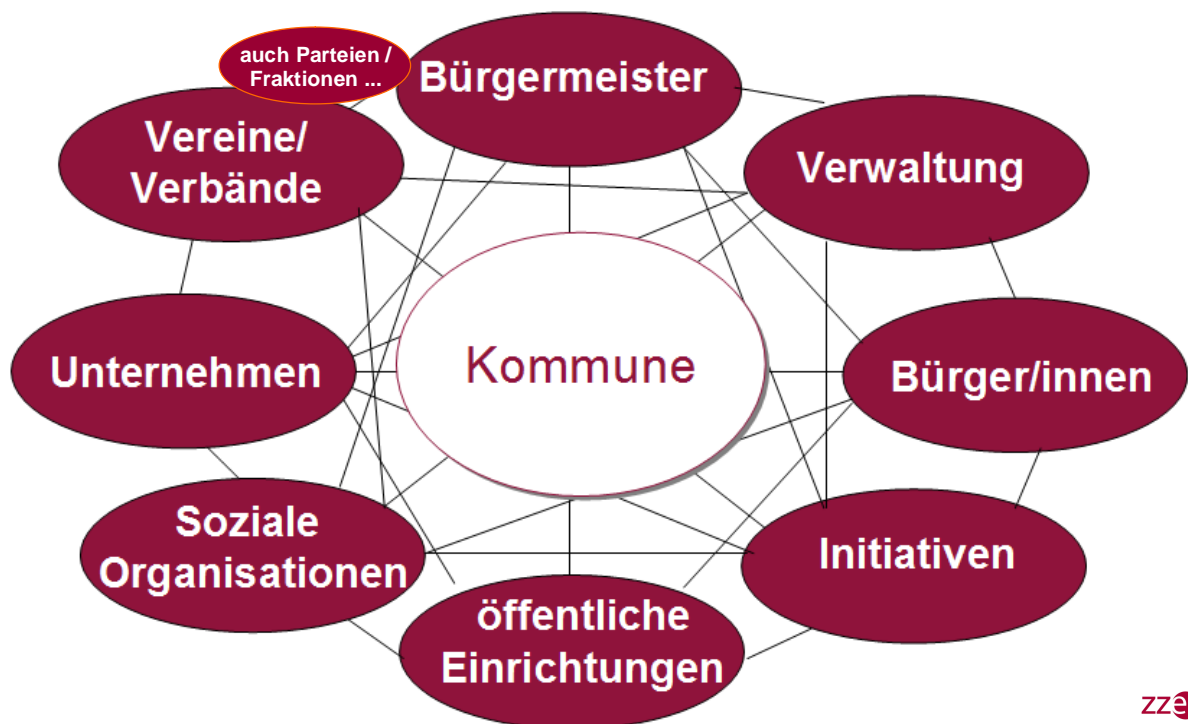 auch Parteien /
Fraktionen ...
Bürgermeister
Vereine/
Verbände
Verwaltung
Unternehmen
Kommune
Bürger/innen
Soziale
Organisationen
Initiativen
öffentliche
Einrichtungen
zze